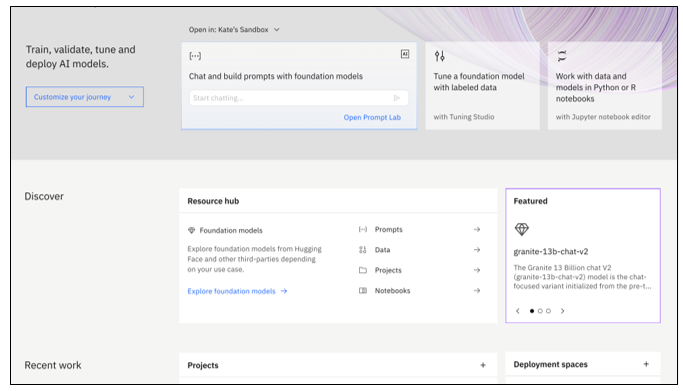 Open in: Kate's Sandbox
Train, validate, tune and
deploy AI models.
Customize your journey
[...]
AI
Chat and build prompts with foundation models
Start chatting...
Open Prompt Lab
Tune a foundation model
with labeled data
with Tuning Studio
Work with data and
models in Python or R
notebooks
with Jupyter notebook editor
Discover
Resource hub
Foundation models
Explore foundation models from Hugging
Face and other third-parties depending
on your use case.
Explore foundation models
Prompts
Data
Projects
Notebooks
Featured
granite-13b-chat-v2
The Granite 13 Billion chat V2
(granite-13b-chat-v2) model is the chat-
focused variant initialized from the pre-t...
Recent work
Projects
Deployment spaces